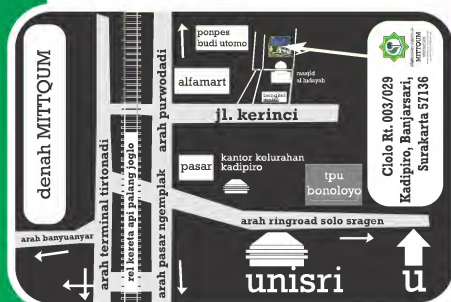 denah MITTQUM
ponpes
budi utomo
alfamart
masjid
al hidayah
MITTQUM
Clolo Rt. 003/029
Kadipiro, Banjarsari,
Surakarta 57136
jl. kerinci
arah purwodadi
pasar
kantor kelurahan
kadipiro
tpu
bonoloyo
arah terminal tirtonadi
rel kereta api palang joglo
arah pasar ngemplak
arah ringroad solo sragen
arah banyuanyar
unisri
u